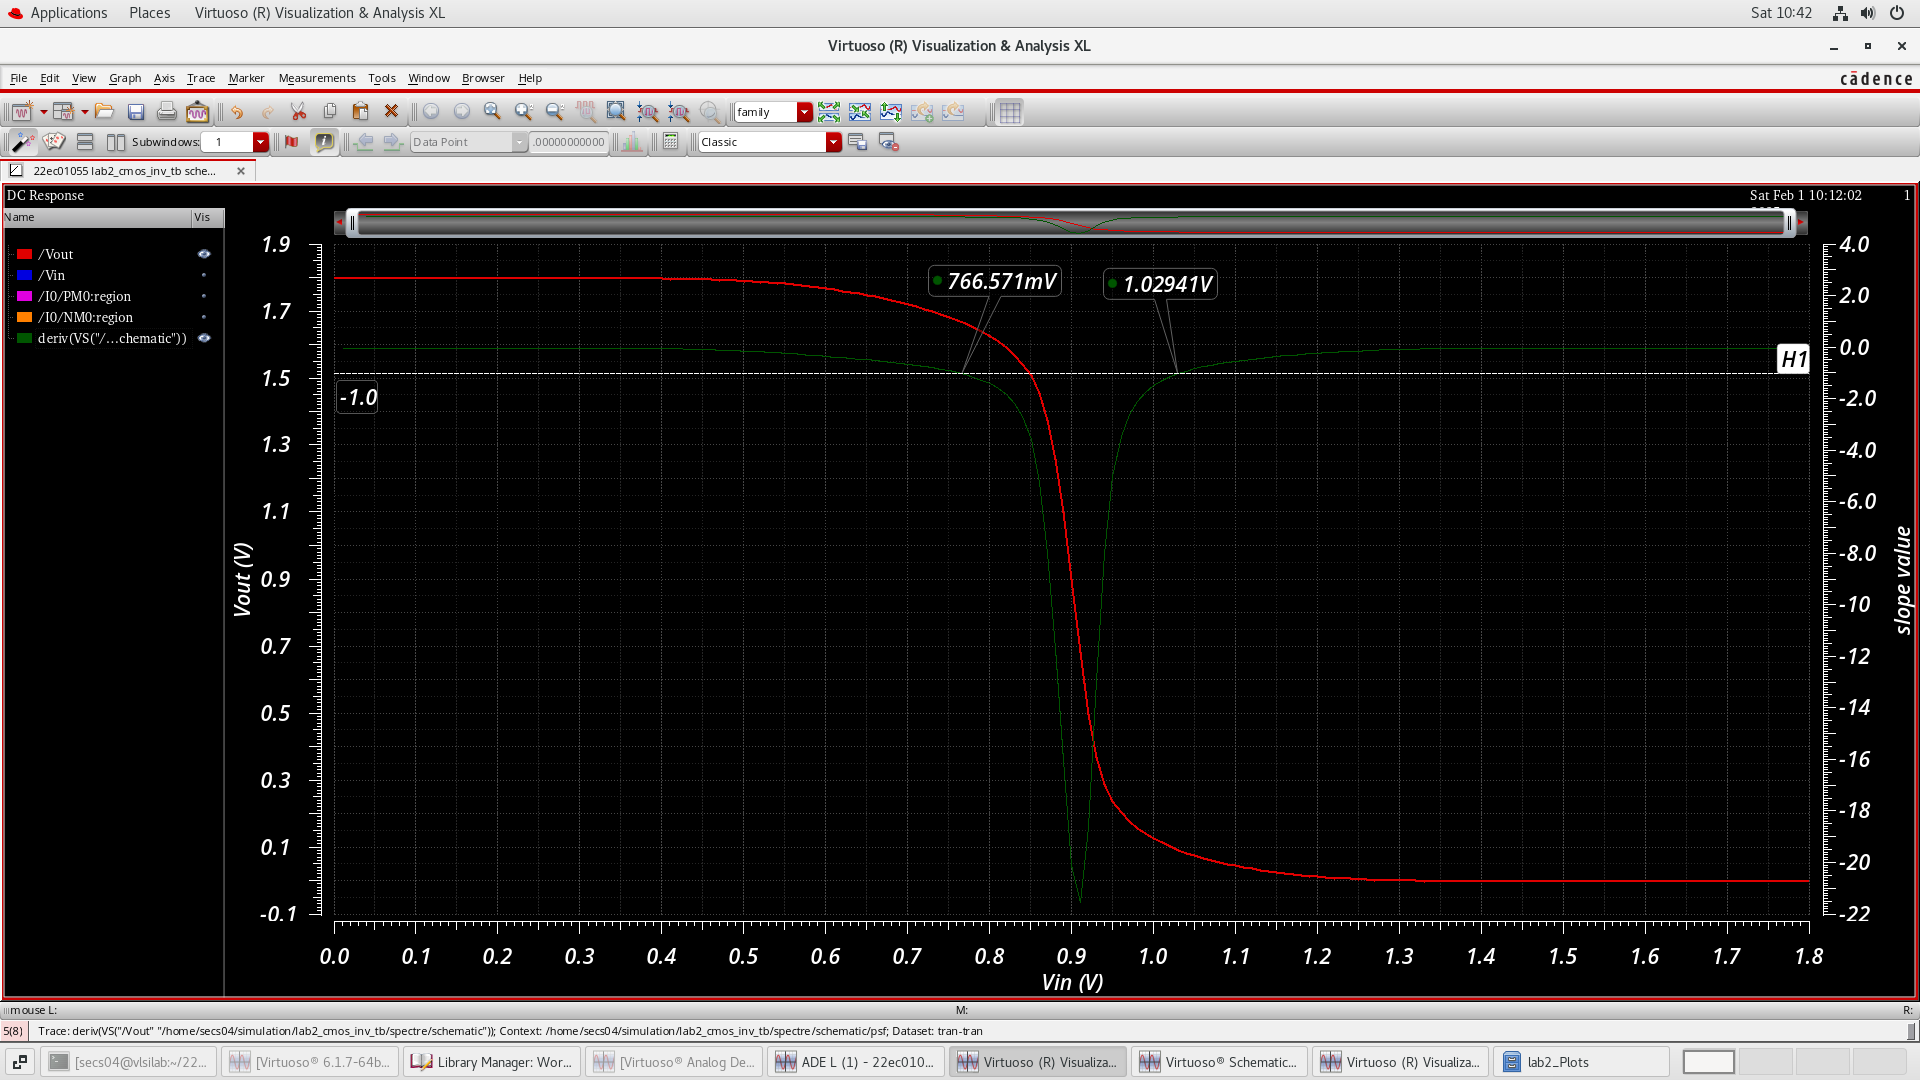 Applications Places Virtuoso (R) Visualization & Analysis XL Sat 10:42
Virtuoso (R) Visualization & Analysis XL
File Edit View Graph Axis Trace Marker Measurements Tools Window Browser Help
cādence
family
Subwindows: 1 Data Point .00000000000 Classic
22ec01055 lab2_cmos_inv_tb sche...
DC Response
Sat Feb 1 10:12:02 1
Name Vis
/Vout
/Vin
/I0/PM0:region
/I0/NM0:region
deriv(VS("/...chematic"))
1.9
1.7
1.5
1.3
1.1
0.9
0.7
0.5
0.3
0.1
-0.1
Vout (V)
766.571mV
1.02941V
-1.0
H1
4.0
2.0
0.0
-2.0
-4.0
-6.0
-8.0
-10
-12
-14
-16
-18
-20
-22
slope value
0.0 0.1 0.2 0.3 0.4 0.5 0.6 0.7 0.8 0.9 1.0 1.1 1.2 1.3 1.4 1.5 1.6 1.7 1.8
Vin (V)
mouse L: M: R:
5(8) Trace: deriv(VS("/Vout" "/home/secs04/simulation/lab2_cmos_inv_tb/spectre/schematic")); Context: /home/secs04/simulation/lab2_cmos_inv_tb/spectre/schematic/psf; Dataset: tran-tran
[secs04@vlsilab:~/22... [Virtuoso® 6.1.7-64b... Library Manager: Wor... [Virtuoso® Analog De... ADE L (1) - 22ec010... Virtuoso (R) Visualiza... Virtuoso® Schematic... Virtuoso (R) Visualiza... lab2_Plots